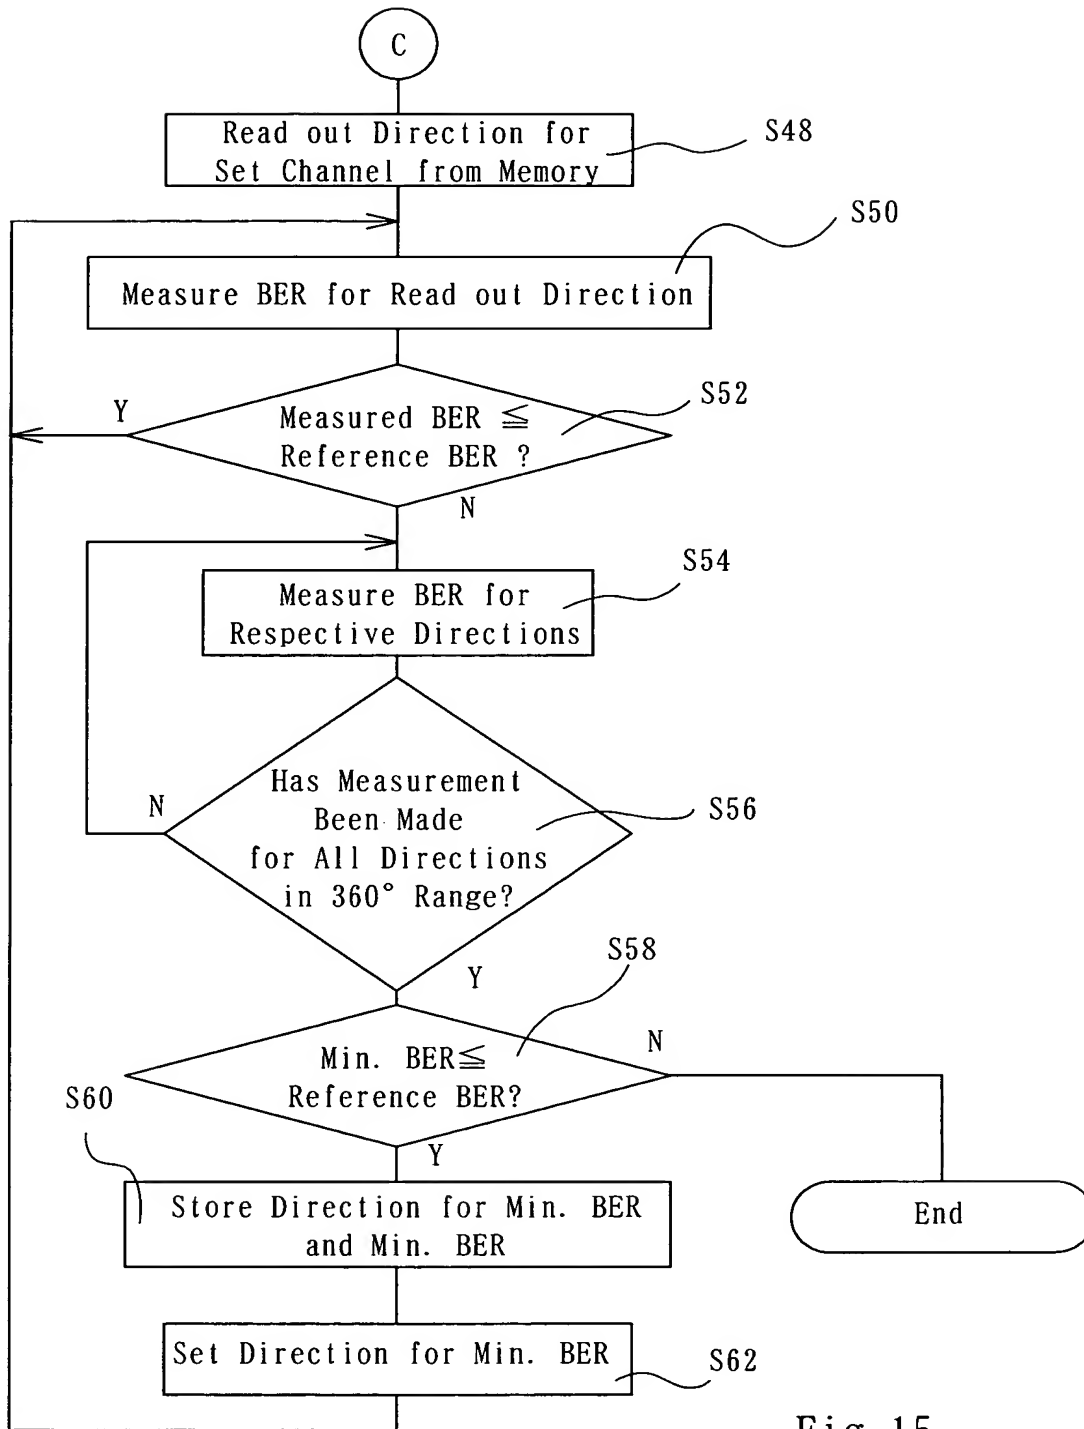 C
Read out Direction for
Set Channel from Memory
S48
S50
Measure BER for Read out Direction
S52
Y
Measured BER ≦
Reference BER ?
N
S54
Measure BER for
Respective Directions
N
Has Measurement
Been Made
for All Directions
in 360° Range?
S56
Y
S58
Min. BER≦
Reference BER?
N
S60
Y
Store Direction for Min. BER
and Min. BER
End
Set Direction for Min. BER
S62
Fig.15